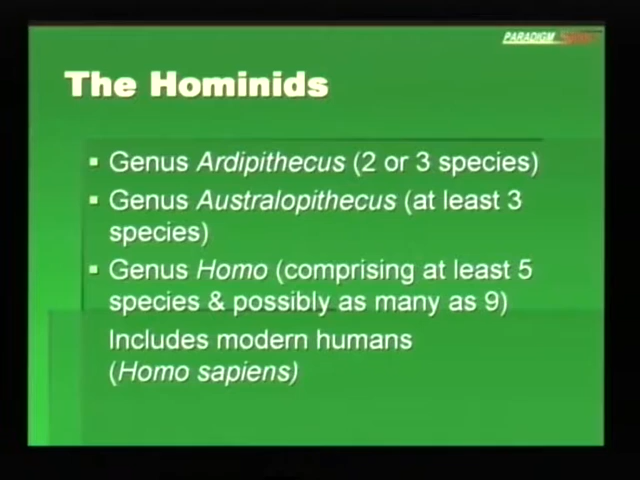 PARADIGM
The Hominids
▪ Genus Ardipithecus (2 or 3 species)
▪ Genus Australopithecus (at least 3
species)
▪ Genus Homo (comprising at least 5
species & possibly as many as 9)
Includes modern humans
(Homo sapiens)